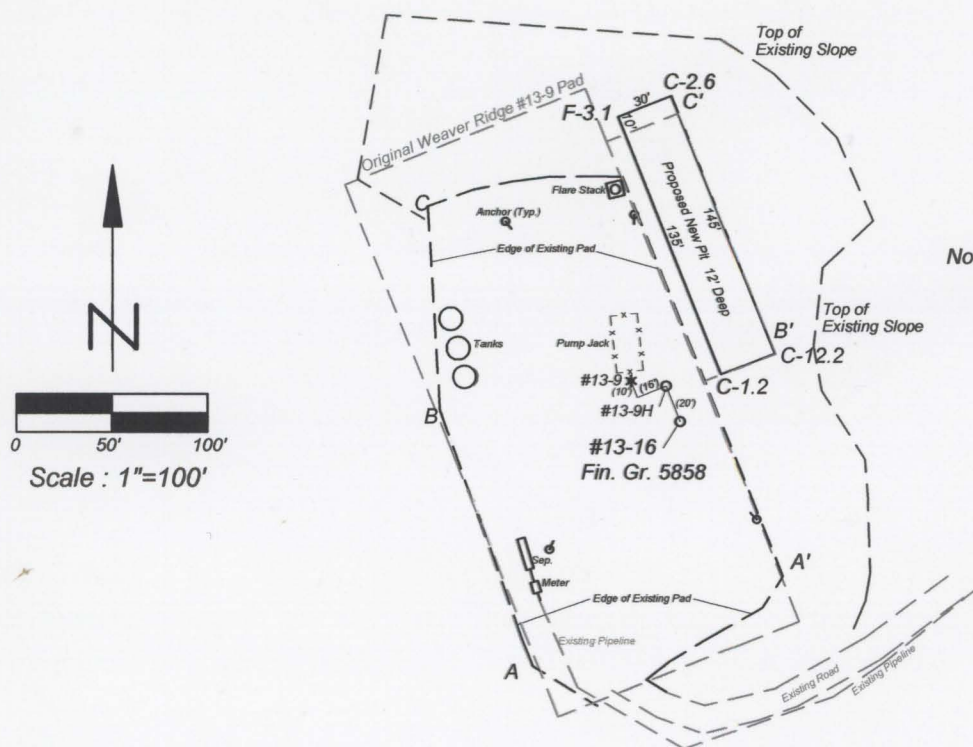 Top of
Existing Slope
C-2.6
C'
30'
F-3.1
10'
Original Weaver Ridge #13-9 Pad
Flare Stack
C
Anchor (Typ.)
Edge of Existing Pad
Proposed New Pit 12' Deep
145'
135'
No
N
Top of
Existing Slope
Pump Jack
Tanks
B'
C-12.2
#13-9
(10')
(16')
C-1.2
B
#13-9H
(20')
0 50' 100'
Scale : 1"=100'
#13-16
Fin. Gr. 5858
Sep.
Meter
A'
Edge of Existing Pad
Existing Pipeline
A
Existing Road
Existing Pipeline